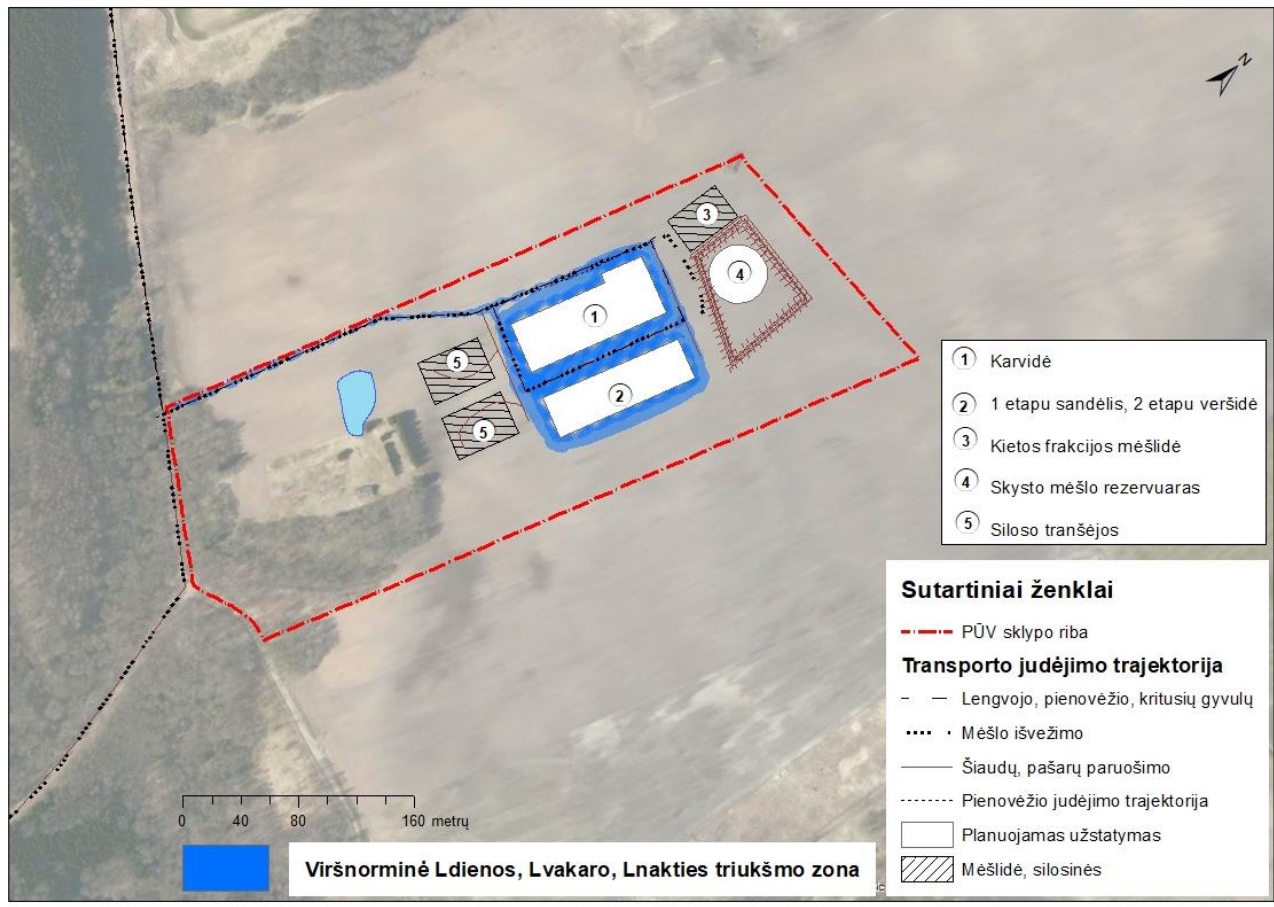 N
3
4
1
2
5
5
1 Karvidė
2 1 etapu sandėlis, 2 etapu veršidė
3 Kietos frakcijos mėšlidė
4 Skysto mėšlo rezervuaras
5 Siloso tranšėjos
Sutartiniai ženklai
PŪV sklypo riba
Transporto judėjimo trajektorija
Lengvojo, pienovėžio, kritusių gyvulų
Mėšlo išvežimo
Šiaudų, pašarų paruošimo
Pienovėžio judėjimo trajektorija
Planuojamas užstatymas
Mėšlidė, silosinės
0 40 80 160 metrų
Viršnorminė Ldienos, Lvakaro, Lnakties triukšmo zona